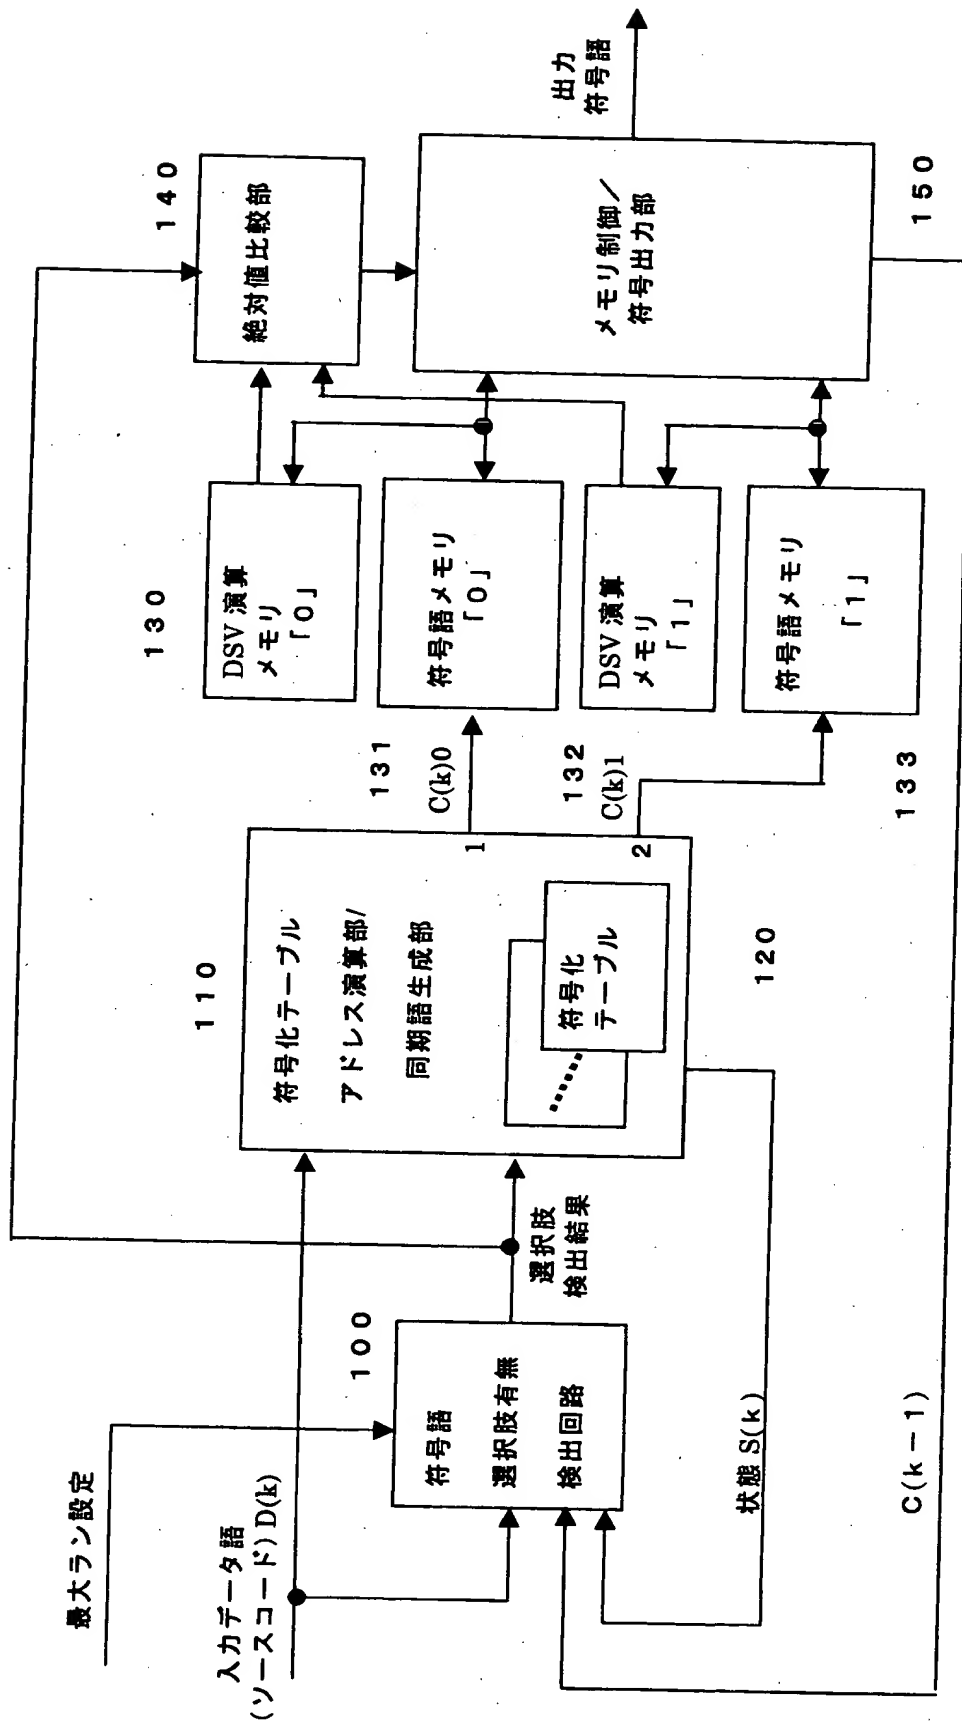 最大ラン設定
入力データ語
(ソースコード) D(k)
100
符号語
選択肢有無
検出回路
選択肢
検出結果
状態 S(k)
C(k−1)
110
符号化テーブル
アドレス演算部/
同期語生成部
符号化
テーブル
1
2
120
C(k)0
C(k)1
130
DSV 演算
メモリ
「0」
131
符号語メモリ
「0」
132
DSV 演算
メモリ
「1」
133
符号語メモリ
「1」
140
絶対値比較部
メモリ制御／
符号出力部
150
出力
符号語